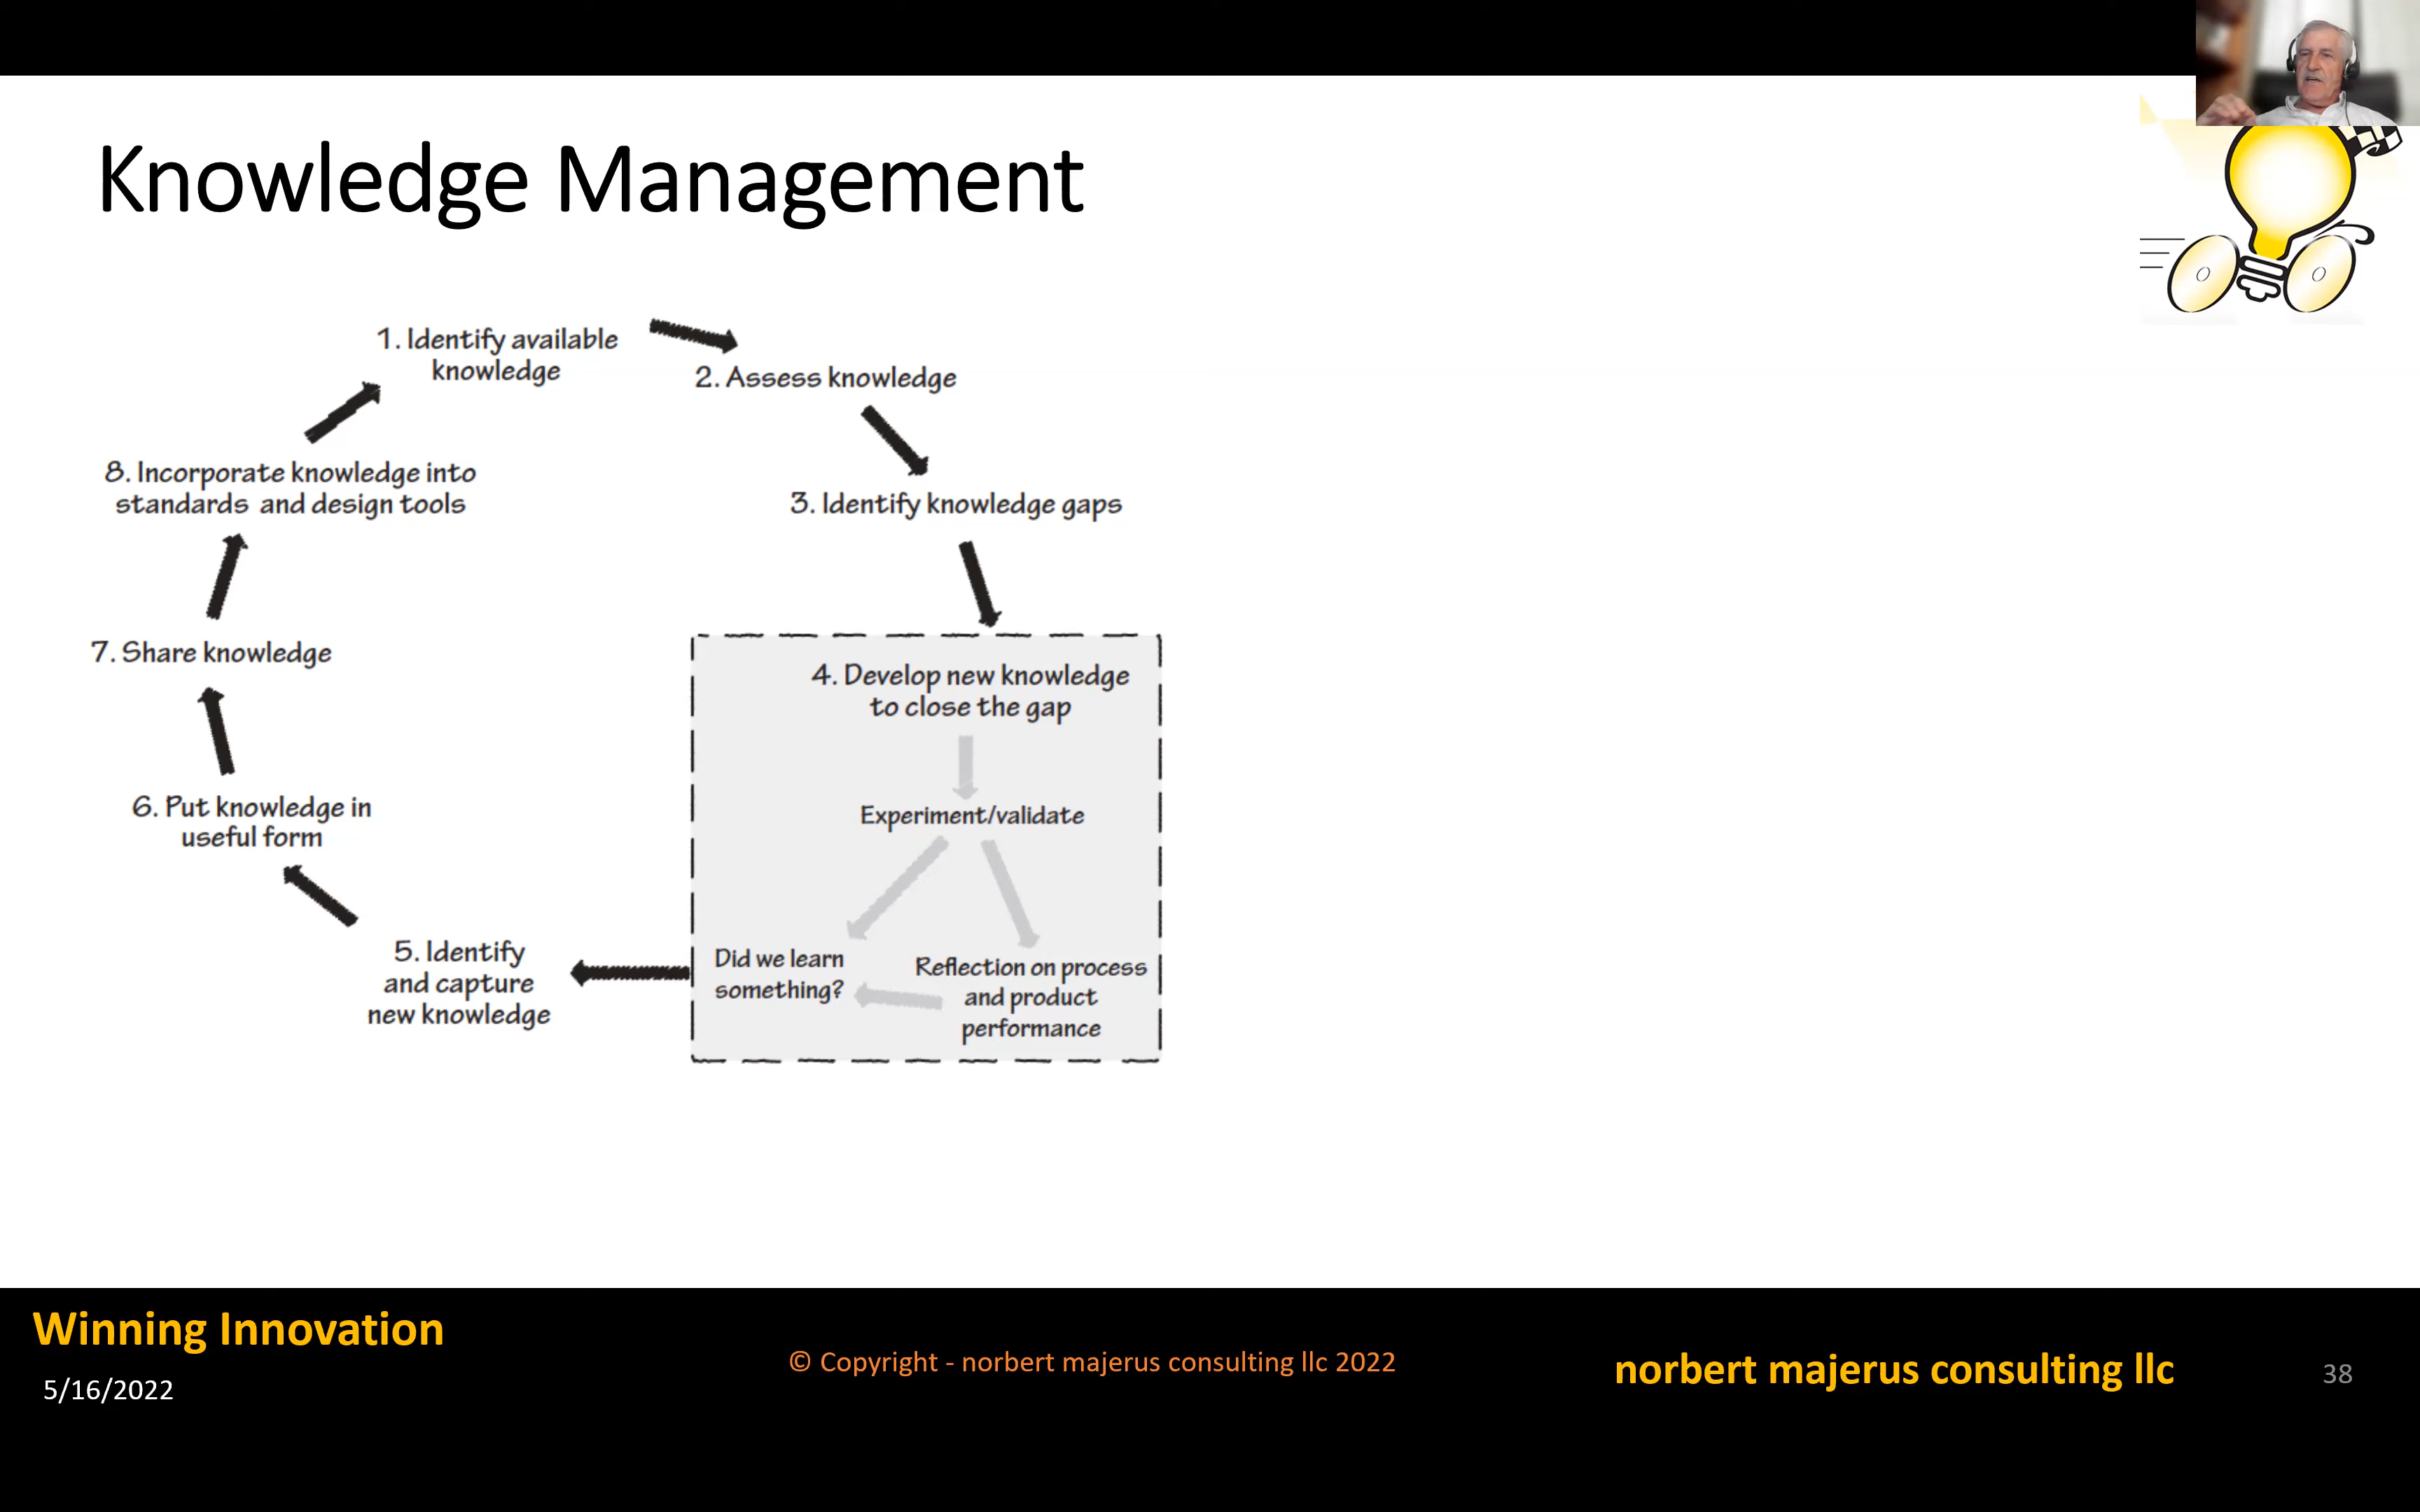 Knowledge Management
1. Identify available
knowledge
2. Assess knowledge
3. Identify knowledge gaps
4. Develop new knowledge
to close the gap
Experiment/validate
Did we learn
something?
Reflection on process
and product
performance
5. Identify
and capture
new knowledge
6. Put knowledge in
useful form
7. Share knowledge
8. Incorporate knowledge into
standards and design tools
Winning Innovation
5/16/2022
© Copyright - norbert majerus consulting llc 2022
norbert majerus consulting llc
38